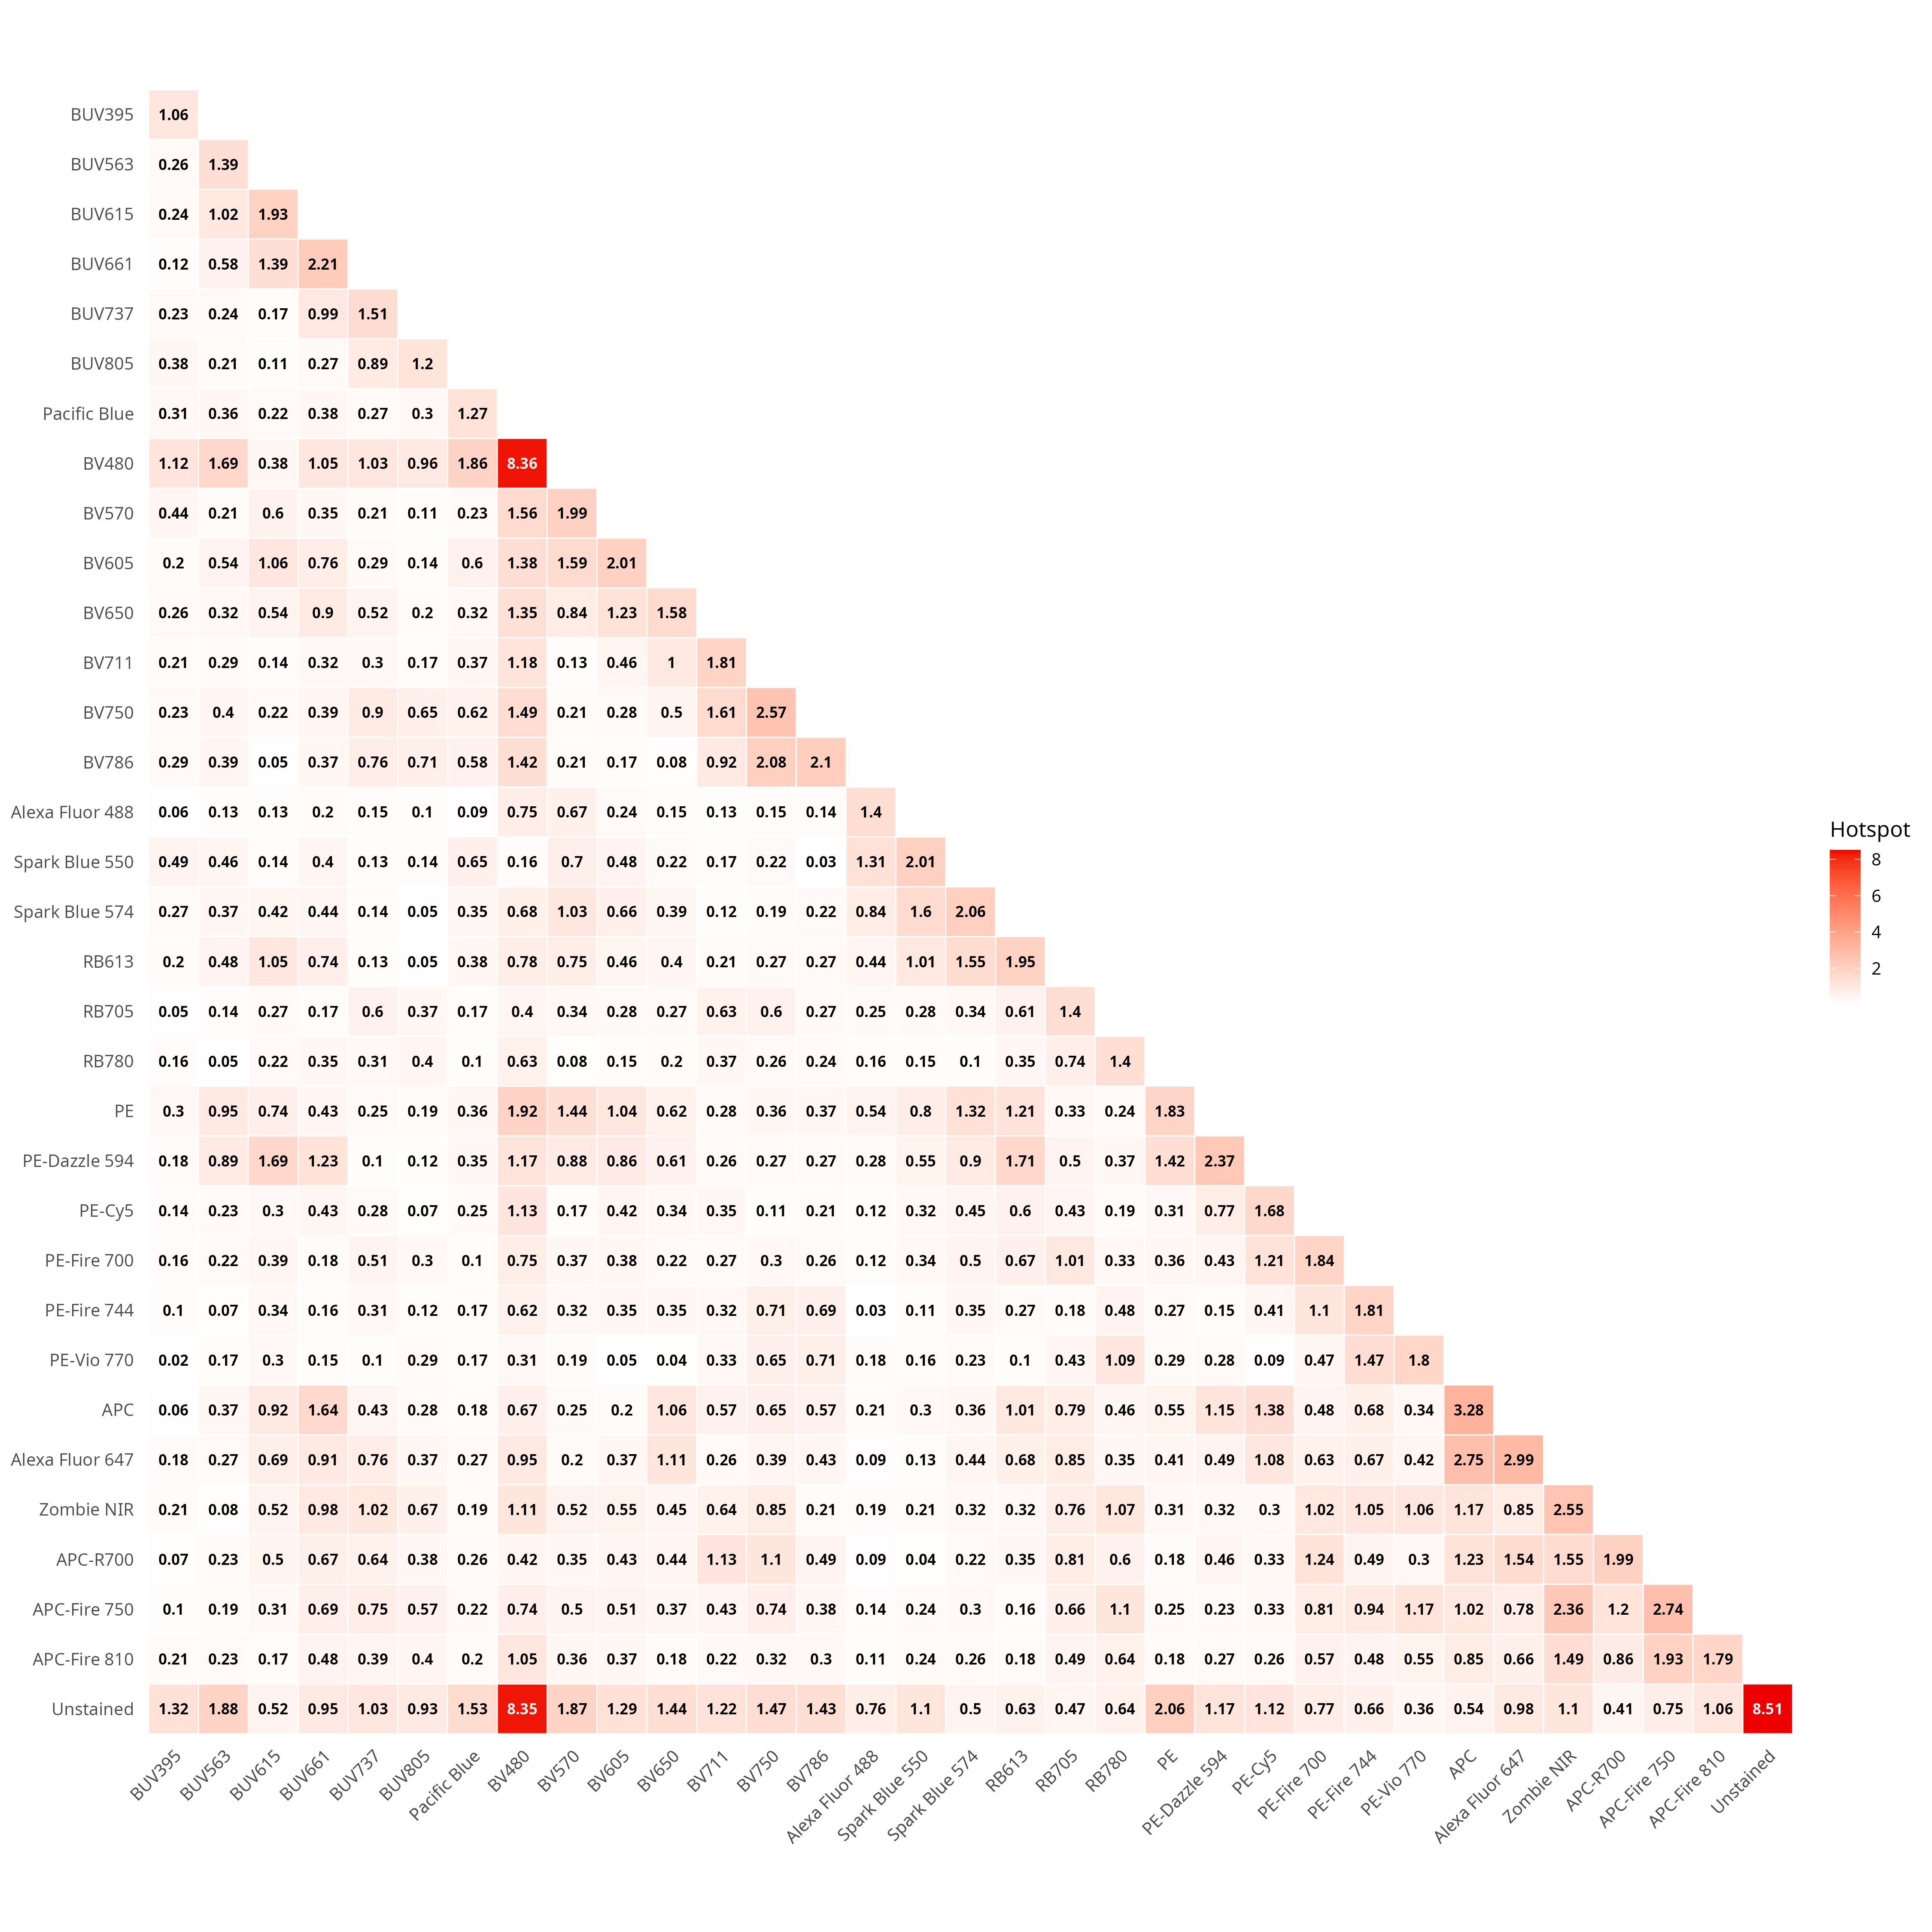 BUV395 1.06
BUV563 0.26 1.39
BUV615 0.24 1.02 1.93
BUV661 0.12 0.58 1.39 2.21
BUV737 0.23 0.24 0.17 0.99 1.51
BUV805 0.38 0.21 0.11 0.27 0.89 1.2
Pacific Blue 0.31 0.36 0.22 0.38 0.27 0.3 1.27
BV480 1.12 1.69 0.38 1.05 1.03 0.96 1.86 8.36
BV570 0.44 0.21 0.6 0.35 0.21 0.11 0.23 1.56 1.99
BV605 0.2 0.54 1.06 0.76 0.29 0.14 0.6 1.38 1.59 2.01
BV650 0.26 0.32 0.54 0.9 0.52 0.2 0.32 1.35 0.84 1.23 1.58
BV711 0.21 0.29 0.14 0.32 0.3 0.17 0.37 1.18 0.13 0.46 1 1.81
BV750 0.23 0.4 0.22 0.39 0.9 0.65 0.62 1.49 0.21 0.28 0.5 1.61 2.57
BV786 0.29 0.39 0.05 0.37 0.76 0.71 0.58 1.42 0.21 0.17 0.08 0.92 2.08 2.1
Alexa Fluor 488 0.06 0.13 0.13 0.2 0.15 0.1 0.09 0.75 0.67 0.24 0.15 0.13 0.15 0.14 1.4
Spark Blue 550 0.49 0.46 0.14 0.4 0.13 0.14 0.65 0.16 0.7 0.48 0.22 0.17 0.22 0.03 1.31 2.01
Spark Blue 574 0.27 0.37 0.42 0.44 0.14 0.05 0.35 0.68 1.03 0.66 0.39 0.12 0.19 0.22 0.84 1.6 2.06
RB613 0.2 0.48 1.05 0.74 0.13 0.05 0.38 0.78 0.75 0.46 0.4 0.21 0.27 0.27 0.44 1.01 1.55 1.95
RB705 0.05 0.14 0.27 0.17 0.6 0.37 0.17 0.4 0.34 0.28 0.27 0.63 0.6 0.27 0.25 0.28 0.34 0.61 1.4
RB780 0.16 0.05 0.22 0.35 0.31 0.4 0.1 0.63 0.08 0.15 0.2 0.37 0.26 0.24 0.16 0.15 0.1 0.35 0.74 1.4
PE 0.3 0.95 0.74 0.43 0.25 0.19 0.36 1.92 1.44 1.04 0.62 0.28 0.36 0.37 0.54 0.8 1.32 1.21 0.33 0.24 1.83
PE-Dazzle 594 0.18 0.89 1.69 1.23 0.1 0.12 0.35 1.17 0.88 0.86 0.61 0.26 0.27 0.27 0.28 0.55 0.9 1.71 0.5 0.37 1.42 2.37
PE-Cy5 0.14 0.23 0.3 0.43 0.28 0.07 0.25 1.13 0.17 0.42 0.34 0.35 0.11 0.21 0.12 0.32 0.45 0.6 0.43 0.19 0.31 0.77 1.68
PE-Fire 700 0.16 0.22 0.39 0.18 0.51 0.3 0.1 0.75 0.37 0.38 0.22 0.27 0.3 0.26 0.12 0.34 0.5 0.67 1.01 0.33 0.36 0.43 1.21 1.84
PE-Fire 744 0.1 0.07 0.34 0.16 0.31 0.12 0.17 0.62 0.32 0.35 0.35 0.32 0.71 0.69 0.03 0.11 0.35 0.27 0.18 0.48 0.27 0.15 0.41 1.1 1.81
PE-Vio 770 0.02 0.17 0.3 0.15 0.1 0.29 0.17 0.31 0.19 0.05 0.04 0.33 0.65 0.71 0.18 0.16 0.23 0.1 0.43 1.09 0.29 0.28 0.09 0.47 1.47 1.8
APC 0.06 0.37 0.92 1.64 0.43 0.28 0.18 0.67 0.25 0.2 1.06 0.57 0.65 0.57 0.21 0.3 0.36 1.01 0.79 0.46 0.55 1.15 1.38 0.48 0.68 0.34 3.28
Alexa Fluor 647 0.18 0.27 0.69 0.91 0.76 0.37 0.27 0.95 0.2 0.37 1.11 0.26 0.39 0.43 0.09 0.13 0.44 0.68 0.85 0.35 0.41 0.49 1.08 0.63 0.67 0.42 2.75 2.99
Zombie NIR 0.21 0.08 0.52 0.98 1.02 0.67 0.19 1.11 0.52 0.55 0.45 0.64 0.85 0.21 0.19 0.21 0.32 0.32 0.76 1.07 0.31 0.32 0.3 1.02 1.05 1.06 1.17 0.85 2.55
APC-R700 0.07 0.23 0.5 0.67 0.64 0.38 0.26 0.42 0.35 0.43 0.44 1.13 1.1 0.49 0.09 0.04 0.22 0.35 0.81 0.6 0.18 0.46 0.33 1.24 0.49 0.3 1.23 1.54 1.55 1.99
APC-Fire 750 0.1 0.19 0.31 0.69 0.75 0.57 0.22 0.74 0.5 0.51 0.37 0.43 0.74 0.38 0.14 0.24 0.3 0.16 0.66 1.1 0.25 0.23 0.33 0.81 0.94 1.17 1.02 0.78 2.36 1.2 2.74
APC-Fire 810 0.21 0.23 0.17 0.48 0.39 0.4 0.2 1.05 0.36 0.37 0.18 0.22 0.32 0.3 0.11 0.24 0.26 0.18 0.49 0.64 0.18 0.27 0.26 0.57 0.48 0.55 0.85 0.66 1.49 0.86 1.93 1.79
Unstained 1.32 1.88 0.52 0.95 1.03 0.93 1.53 8.35 1.87 1.29 1.44 1.22 1.47 1.43 0.76 1.1 0.5 0.63 0.47 0.64 2.06 1.17 1.12 0.77 0.66 0.36 0.54 0.98 1.1 0.41 0.75 1.06 8.51
BUV395 BUV563 BUV615 BUV661 BUV737 BUV805 Pacific Blue BV480 BV570 BV605 BV650 BV711 BV750 BV786 Alexa Fluor 488 Spark Blue 550 Spark Blue 574 RB613 RB705 RB780 PE PE-Dazzle 594 PE-Cy5 PE-Fire 700 PE-Fire 744 PE-Vio 770 APC Alexa Fluor 647 Zombie NIR APC-R700 APC-Fire 750 APC-Fire 810 Unstained
Hotspot
8
6
4
2